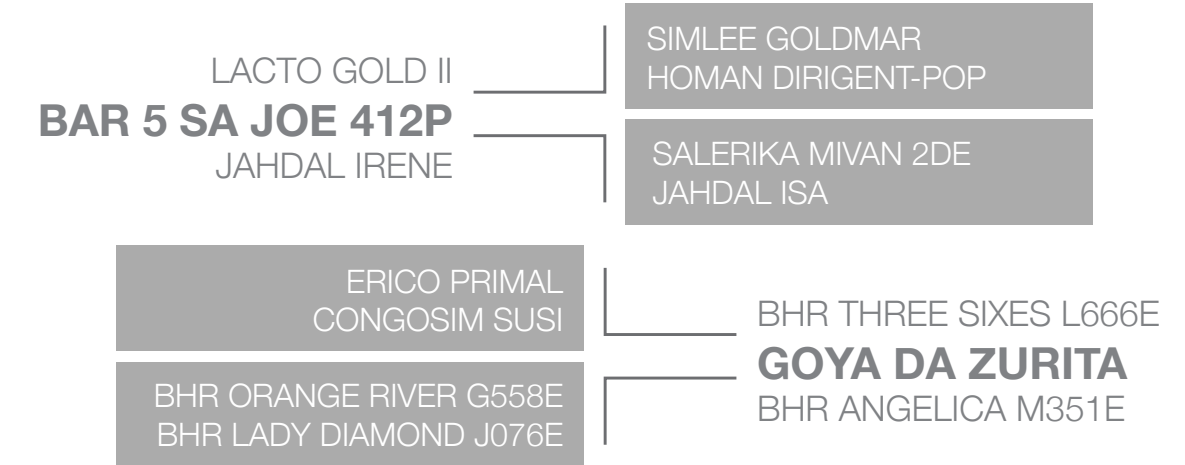 LACTO GOLD II
BAR 5 SA JOE 412P
JAHDAL IRENE
SIMLEE GOLDMAR
HOMAN DIRIGENT-POP
SALERIKA MIVAN 2DE
JAHDAL ISA
ERICO PRIMAL
CONGOSIM SUSI
BHR ORANGE RIVER G558E
BHR LADY DIAMOND J076E
BHR THREE SIXES L666E
GOYA DA ZURITA
BHR ANGELICA M351E